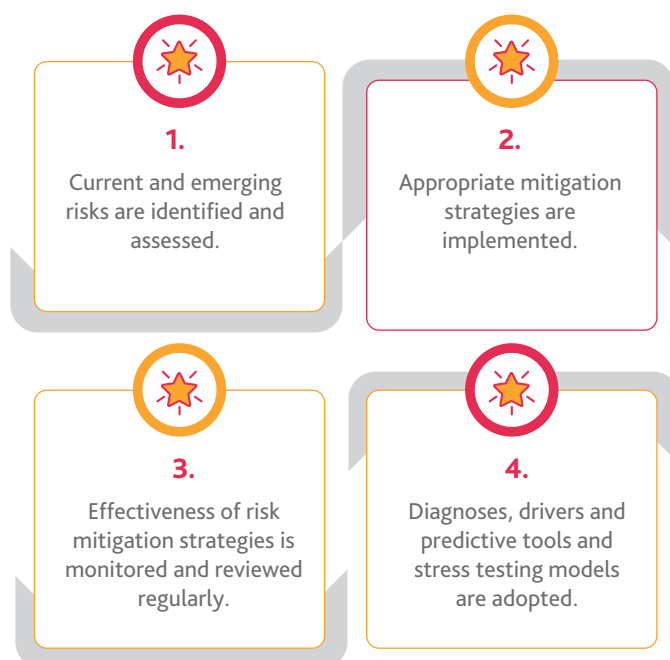 1.
Current and emerging
risks are identified and
assessed.
2.
Appropriate mitigation
strategies are
implemented.
3.
Effectiveness of risk
mitigation strategies is
monitored and reviewed
regularly.
4.
Diagnoses, drivers and
predictive tools and
stress testing models
are adopted.